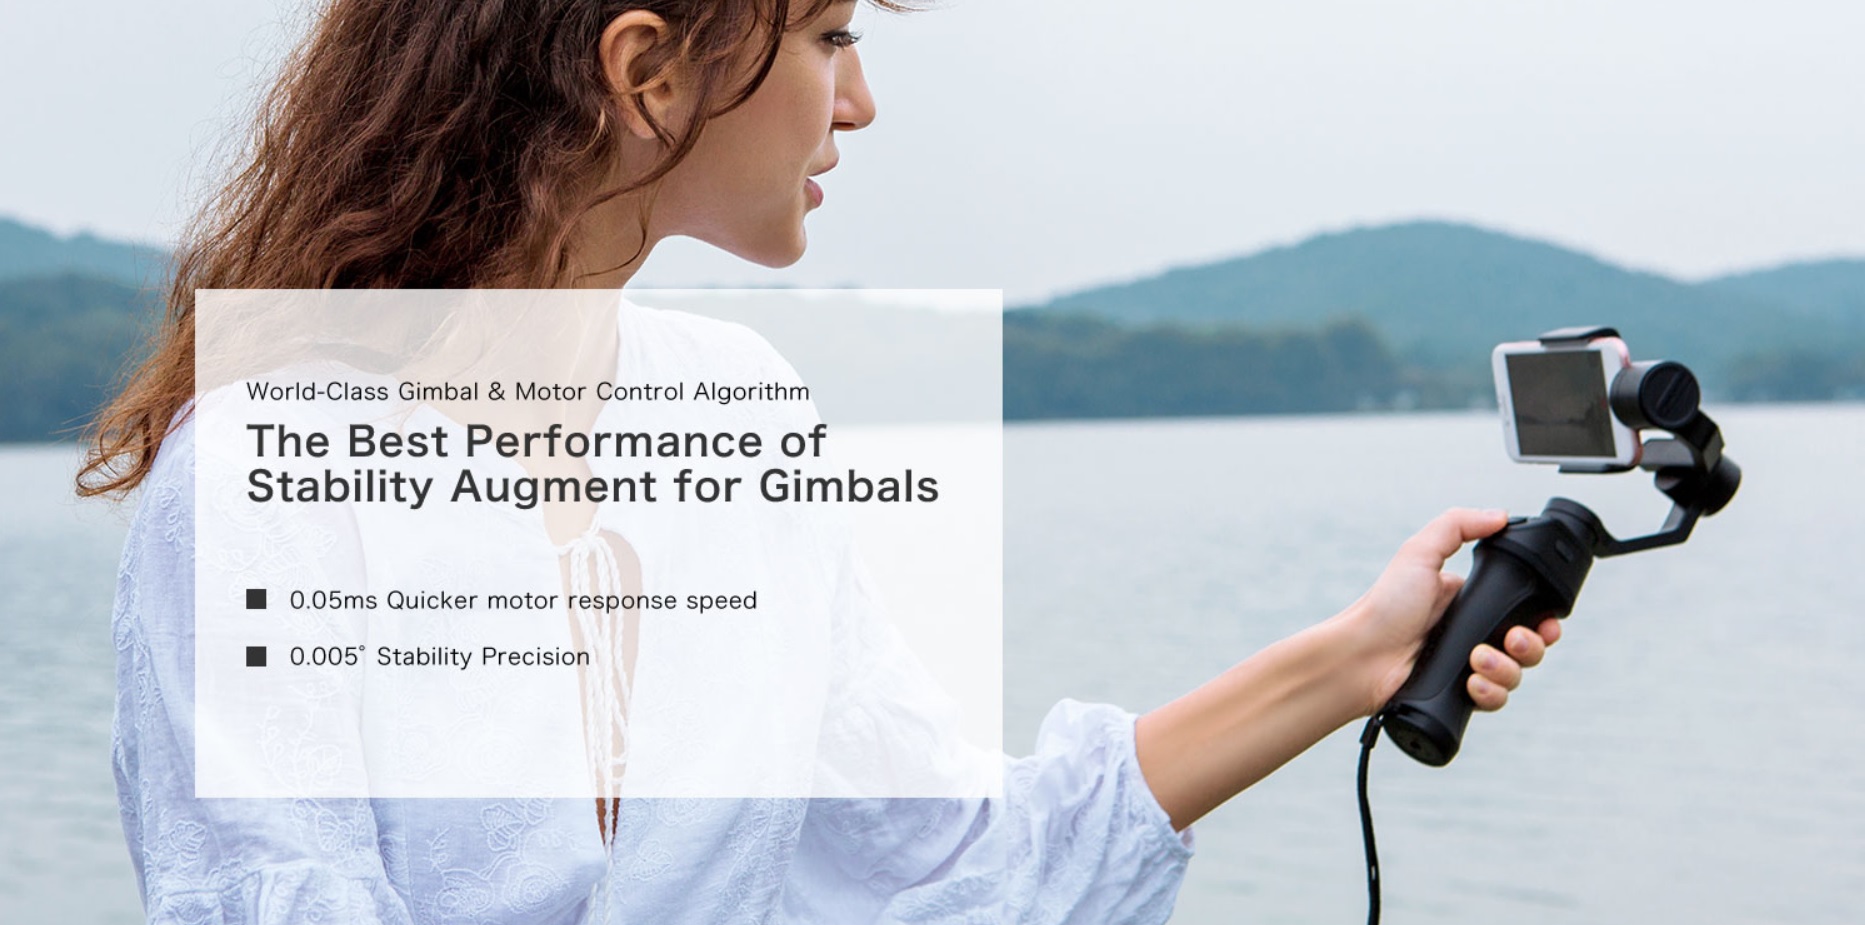 World-Class Gimbal & Motor Control Algorithm
The Best Performance of
Stability Augment for Gimbals
■ 0.05ms Quicker motor response speed
■ 0.005° Stability Precision